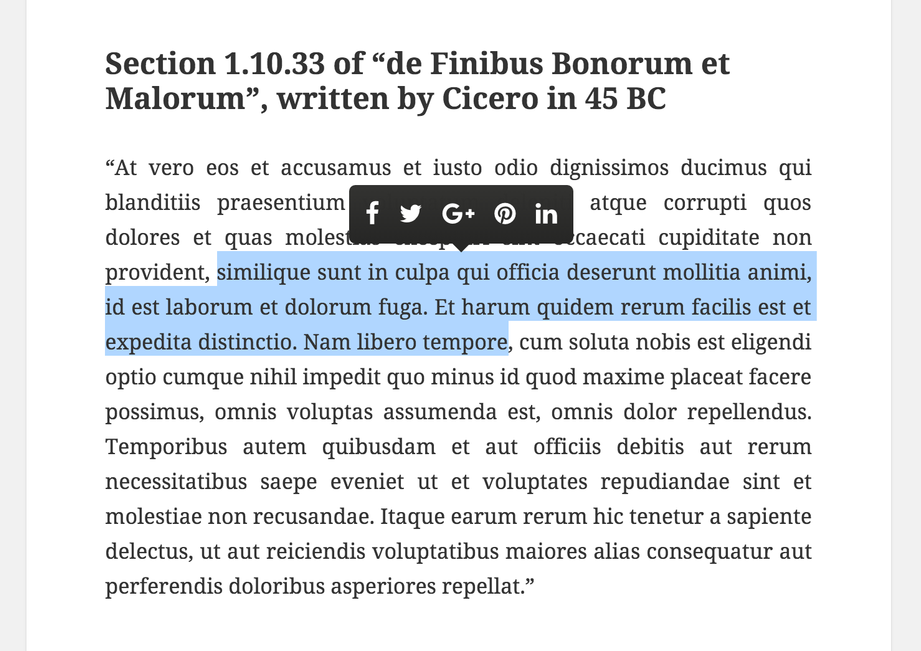 Section 1.10.33 of “de Finibus Bonorum et
Malorum”, written by Cicero in 45 BC
“At vero eos et accusamus et iusto odio dignissimos ducimus qui
blanditiis praesentium atque corrupti quos
dolores et quas cupiditate non
provident, similique sunt in culpa qui officia deserunt mollitia animi,
id est laborum et dolorum fuga. Et harum quidem rerum facilis est et
expedita distinctio. Nam libero tempore, cum soluta nobis est eligendi
optio cumque nihil impedit quo minus id quod maxime placeat facere
possimus, omnis voluptas assumenda est, omnis dolor repellendus.
Temporibus autem quibusdam et aut officiis debitis aut rerum
necessitatibus saepe eveniet ut et voluptates repudiandae sint et
molestiae non recusandae. Itaque earum rerum hic tenetur a sapiente
delectus, ut aut reiciendis voluptatibus maiores alias consequatur aut
perferendis doloribus asperiores repellat.”